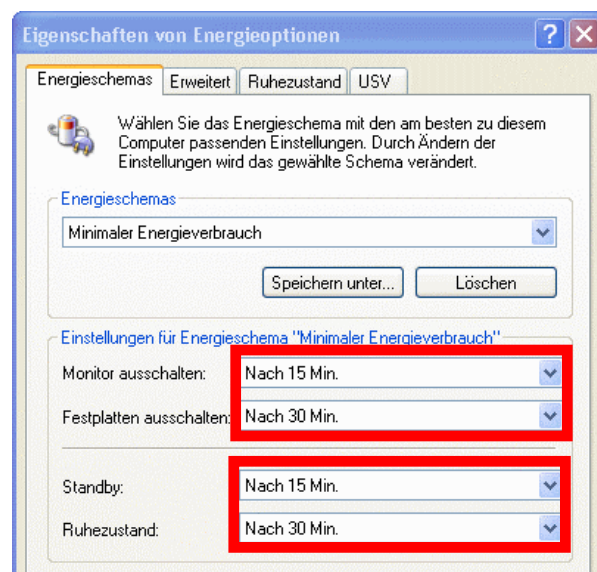 Eigenschaften von Energieoptionen
Energieschemas Erweitert Ruhezustand USV
Wählen Sie das Energieschema mit den am besten zu diesem
Computer passenden Einstellungen. Durch Ändern der
Einstellungen wird das gewählte Schema verändert.
Energieschemas
Minimaler Energieverbrauch
Speichern unter... Löschen
Einstellungen für Energieschema "Minimaler Energieverbrauch"
Monitor ausschalten: Nach 15 Min.
Festplatten ausschalten: Nach 30 Min.
Standby: Nach 15 Min.
Ruhezustand: Nach 30 Min.